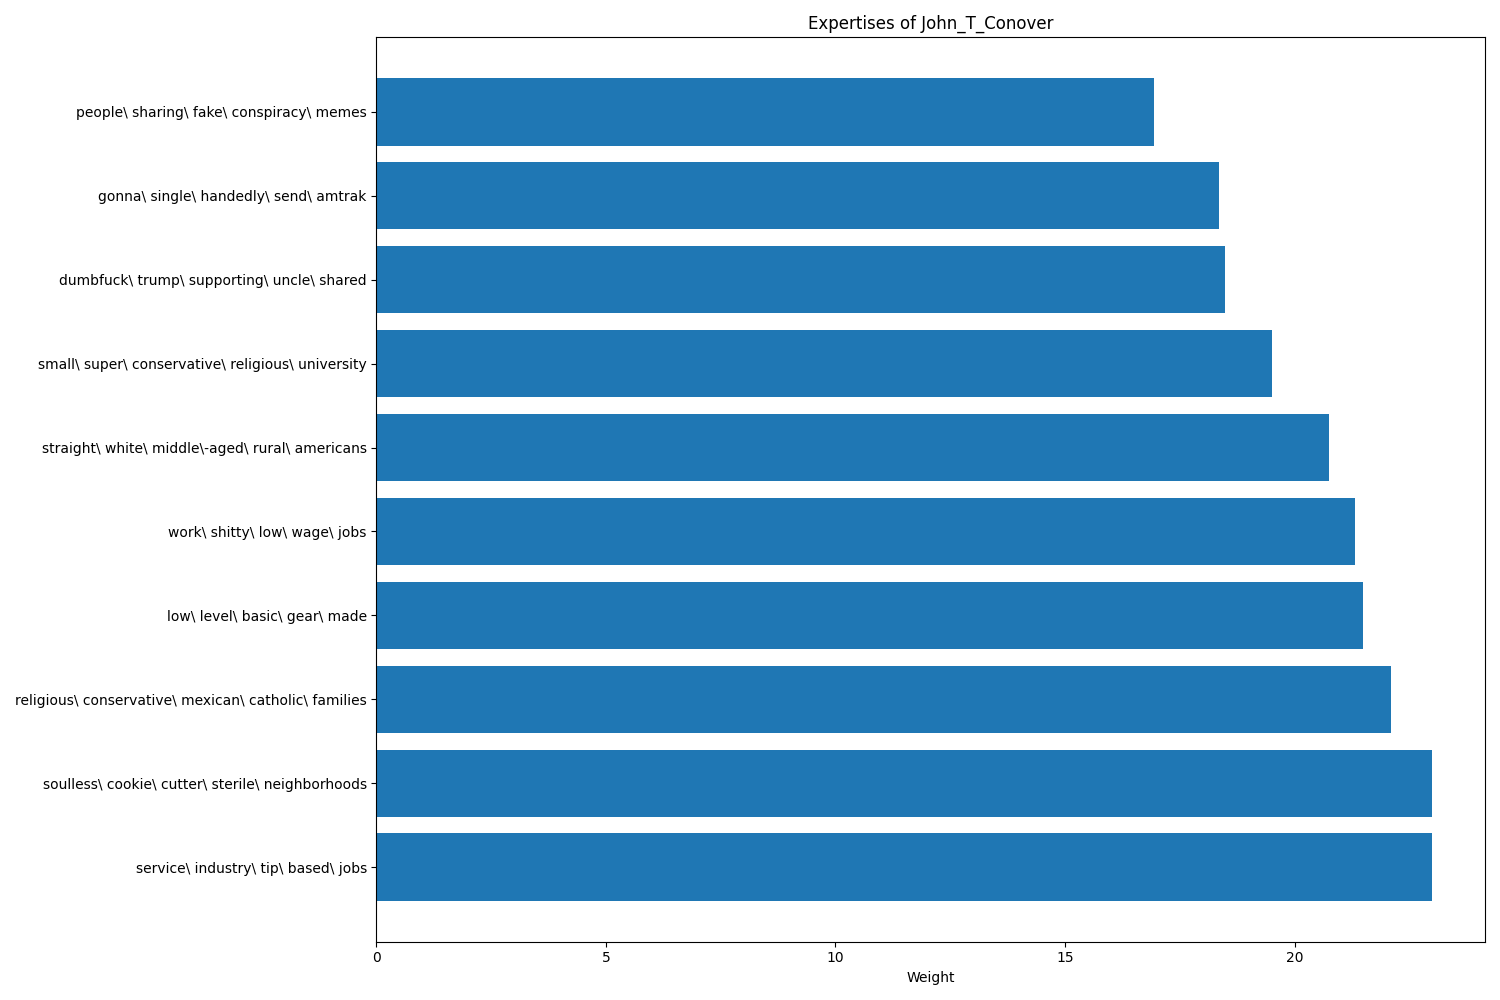 Expertises of John_T_Conover
people\ sharing\ fake\ conspiracy\ memes
gonna\ single\ handedly\ send\ amtrak
dumbfuck\ trump\ supporting\ uncle\ shared
small\ super\ conservative\ religious\ university
straight\ white\ middle\-aged\ rural\ americans
work\ shitty\ low\ wage\ jobs
low\ level\ basic\ gear\ made
religious\ conservative\ mexican\ catholic\ families
soulless\ cookie\ cutter\ sterile\ neighborhoods
service\ industry\ tip\ based\ jobs
0 5 10 15 20
Weight